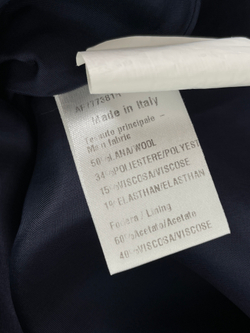 Made in Italy
Tessuto principale -
Main fabric
50%LANA/WOOL
34%POLIESTERE/POLYEST
15%VISCOSA/VISCOSE
1%ELASTHAN/ELASTHAN
Fodera / Lining
60%Acetato/Acetate
40%VISCOSA/VISCOSE